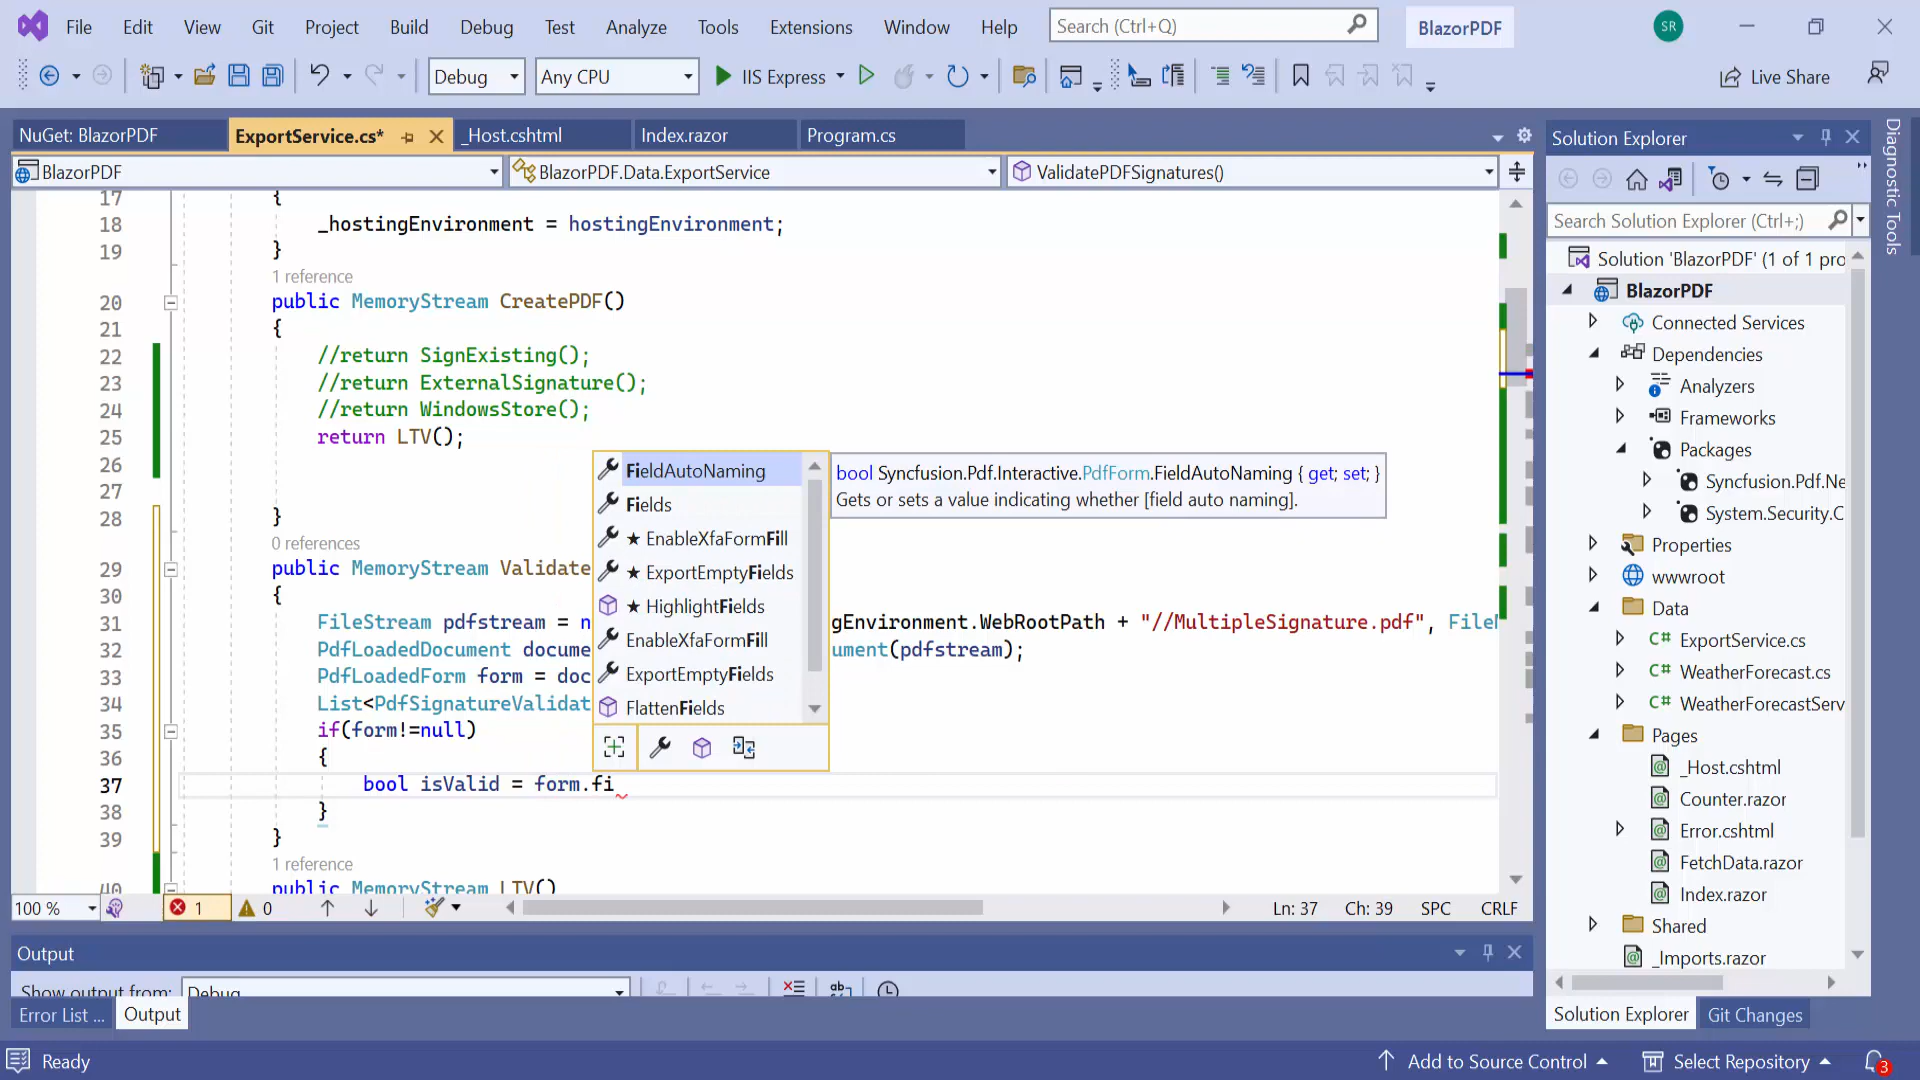 File Edit View Git Project Build Debug Test Analyze Tools Extensions Window Help Search (Ctrl+Q) BlazorPDF SR
Debug Any CPU IIS Express Live Share
NuGet: BlazorPDF ExportService.cs* _Host.cshtml Index.razor Program.cs
BlazorPDF BlazorPDF.Data.ExportService ValidatePDFSignatures()
17 {
18 _hostingEnvironment = hostingEnvironment;
19 }
1 reference
20 public MemoryStream CreatePDF()
21 {
22 //return SignExisting();
23 //return ExternalSignature();
24 //return WindowsStore();
25 return LTV();
26
27
28 }
0 references
29 public MemoryStream Validate
30 {
31 FileStream pdfstream = n gEnvironment.WebRootPath + "//MultipleSignature.pdf", FileM
32 PdfLoadedDocument docume ument(pdfstream);
33 PdfLoadedForm form = doc
34 List<PdfSignatureValidat
35 if(form!=null)
36 {
37 bool isValid = form.fi
38 }
39 }
1 reference
40 public MemoryStream LTV()
FieldAutoNaming
Fields
★ EnableXfaFormFill
★ ExportEmptyFields
★ HighlightFields
EnableXfaFormFill
ExportEmptyFields
FlattenFields
bool Syncfusion.Pdf.Interactive.PdfForm.FieldAutoNaming { get; set; }
Gets or sets a value indicating whether [field auto naming].
100 % 1 0 Ln: 37 Ch: 39 SPC CRLF
Output
Show output from: Debug
Error List ... Output
Solution Explorer
Search Solution Explorer (Ctrl+;)
Solution 'BlazorPDF' (1 of 1 pro
BlazorPDF
Connected Services
Dependencies
Analyzers
Frameworks
Packages
Syncfusion.Pdf.Ne
System.Security.C
Properties
wwwroot
Data
C# ExportService.cs
C# WeatherForecast.cs
C# WeatherForecastServ
Pages
_Host.cshtml
Counter.razor
Error.cshtml
FetchData.razor
Index.razor
Shared
_Imports.razor
Solution Explorer Git Changes
Diagnostic Tools
Ready Add to Source Control Select Repository 3